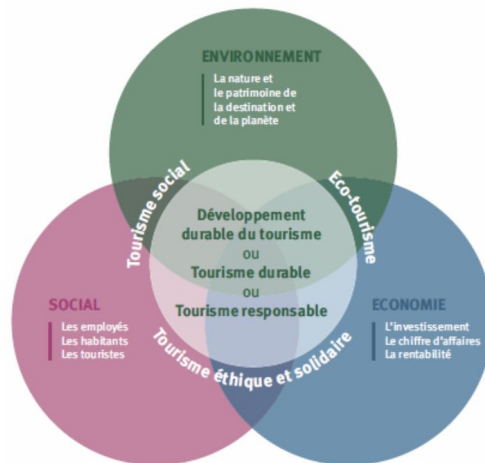 ENVIRONNEMENT
La nature et
le patrimoine de
la destination et
de la planète
Tourisme social
Eco-tourisme
Développement
durable du tourisme
ou
Tourisme durable
ou
Tourisme responsable
SOCIAL
Les employés
Les habitants
Les touristes
ECONOMIE
L'investissement
Le chiffre d'affaires
La rentabilité
Tourisme éthique et solidaire